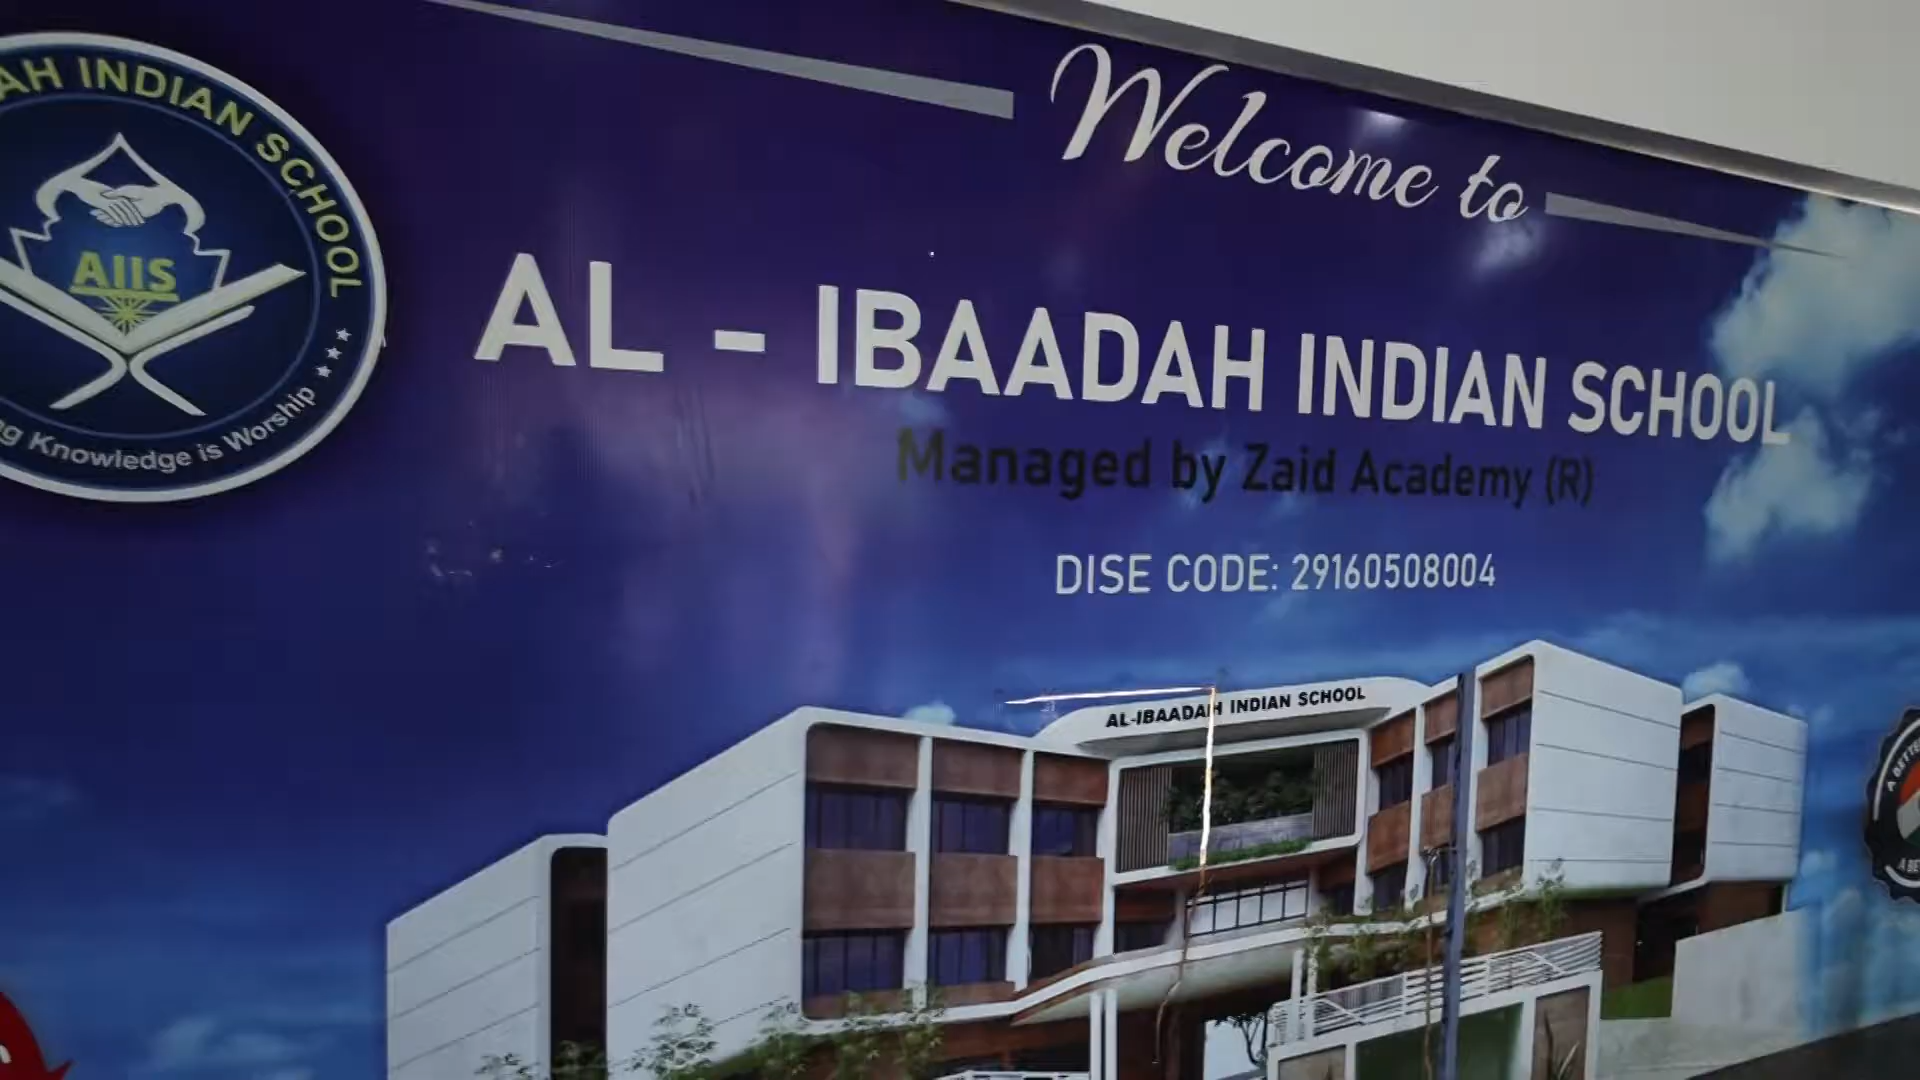 AH INDIAN SCHOOL
AIIS
Knowledge is Worship
Welcome to
AL - IBAADAH INDIAN SCHOOL
Managed by Zaid Academy (R)
DISE CODE: 29160508004
AL-IBAADAH INDIAN SCHOOL